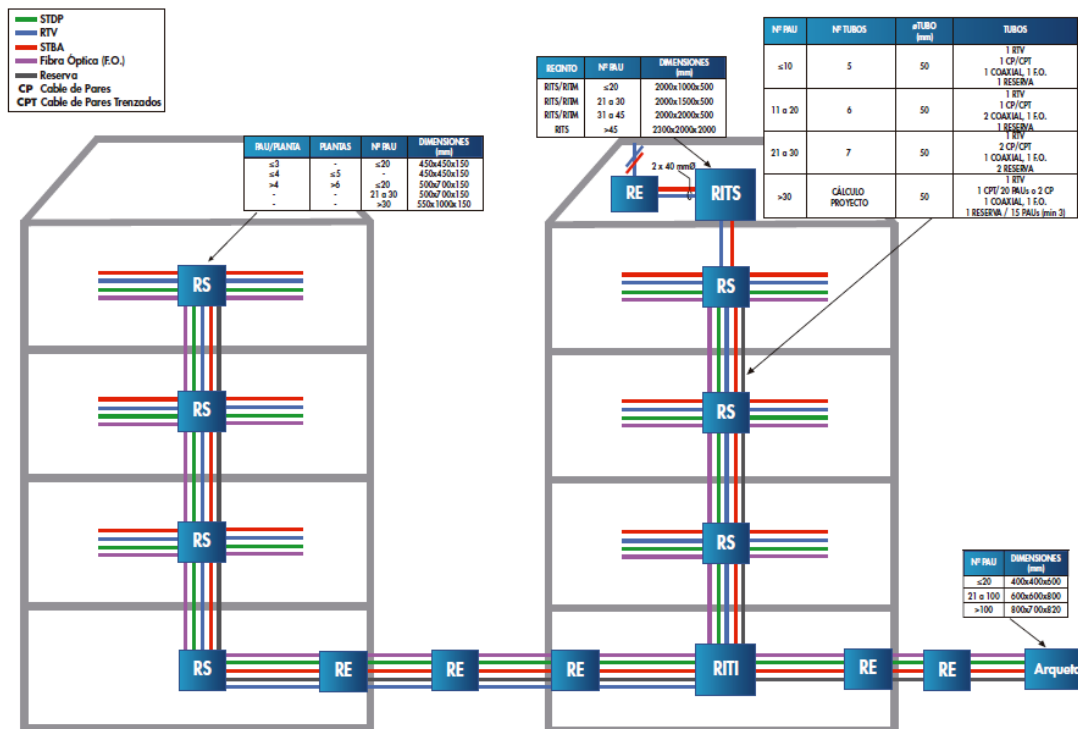 STDP
RTV
STBA
Fibra Óptica (F.O.)
Reserva
CP Cable de Pares
CPT Cable de Pares Trenzados
PAU/PLANTA PLANTAS Nº PAU DIMENSIONES (mm)
≤3 - ≤20 450x450x150
≤4 ≤5 - 450x450x150
>4 >6 ≤20 500x700x150
- - 21 a 30 500x700x150
- - >30 550x1000x150
RECINTO Nº PAU DIMENSIONES (mm)
RITS/RITM ≤20 2000x1000x500
RITS/RITM 21 a 30 2000x1500x500
RITS/RITM 31 a 45 2000x2000x500
RITS >45 2300x2000x2000
Nº PAU Nº TUBOS øTUBO (mm) TUBOS
≤10 5 50 1 RTV
1 CP/CPT
1 COAXIAL, 1 F.O.
1 RESERVA
11 a 20 6 50 1 RTV
1 CP/CPT
2 COAXIAL, 1 F.O.
1 RESERVA
21 a 30 7 50 1 RTV
2 CP/CPT
1 COAXIAL, 1 F.O.
2 RESERVA
>30 CÁLCULO PROYECTO 50 1 RTV
1 CPT/20 PAUs o 2 CP
1 COAXIAL, 1 F.O.
1 RESERVA / 15 PAUs (min 3)
2 x 40 mmØ
RE
RITS
RS
RS
RS
RS
RS
RS
Nº PAU DIMENSIONES (mm)
≤20 400x400x600
21 a 100 600x600x800
>100 800x700x820
RS
RE
RE
RE
RITI
RE
RE
Arqueta